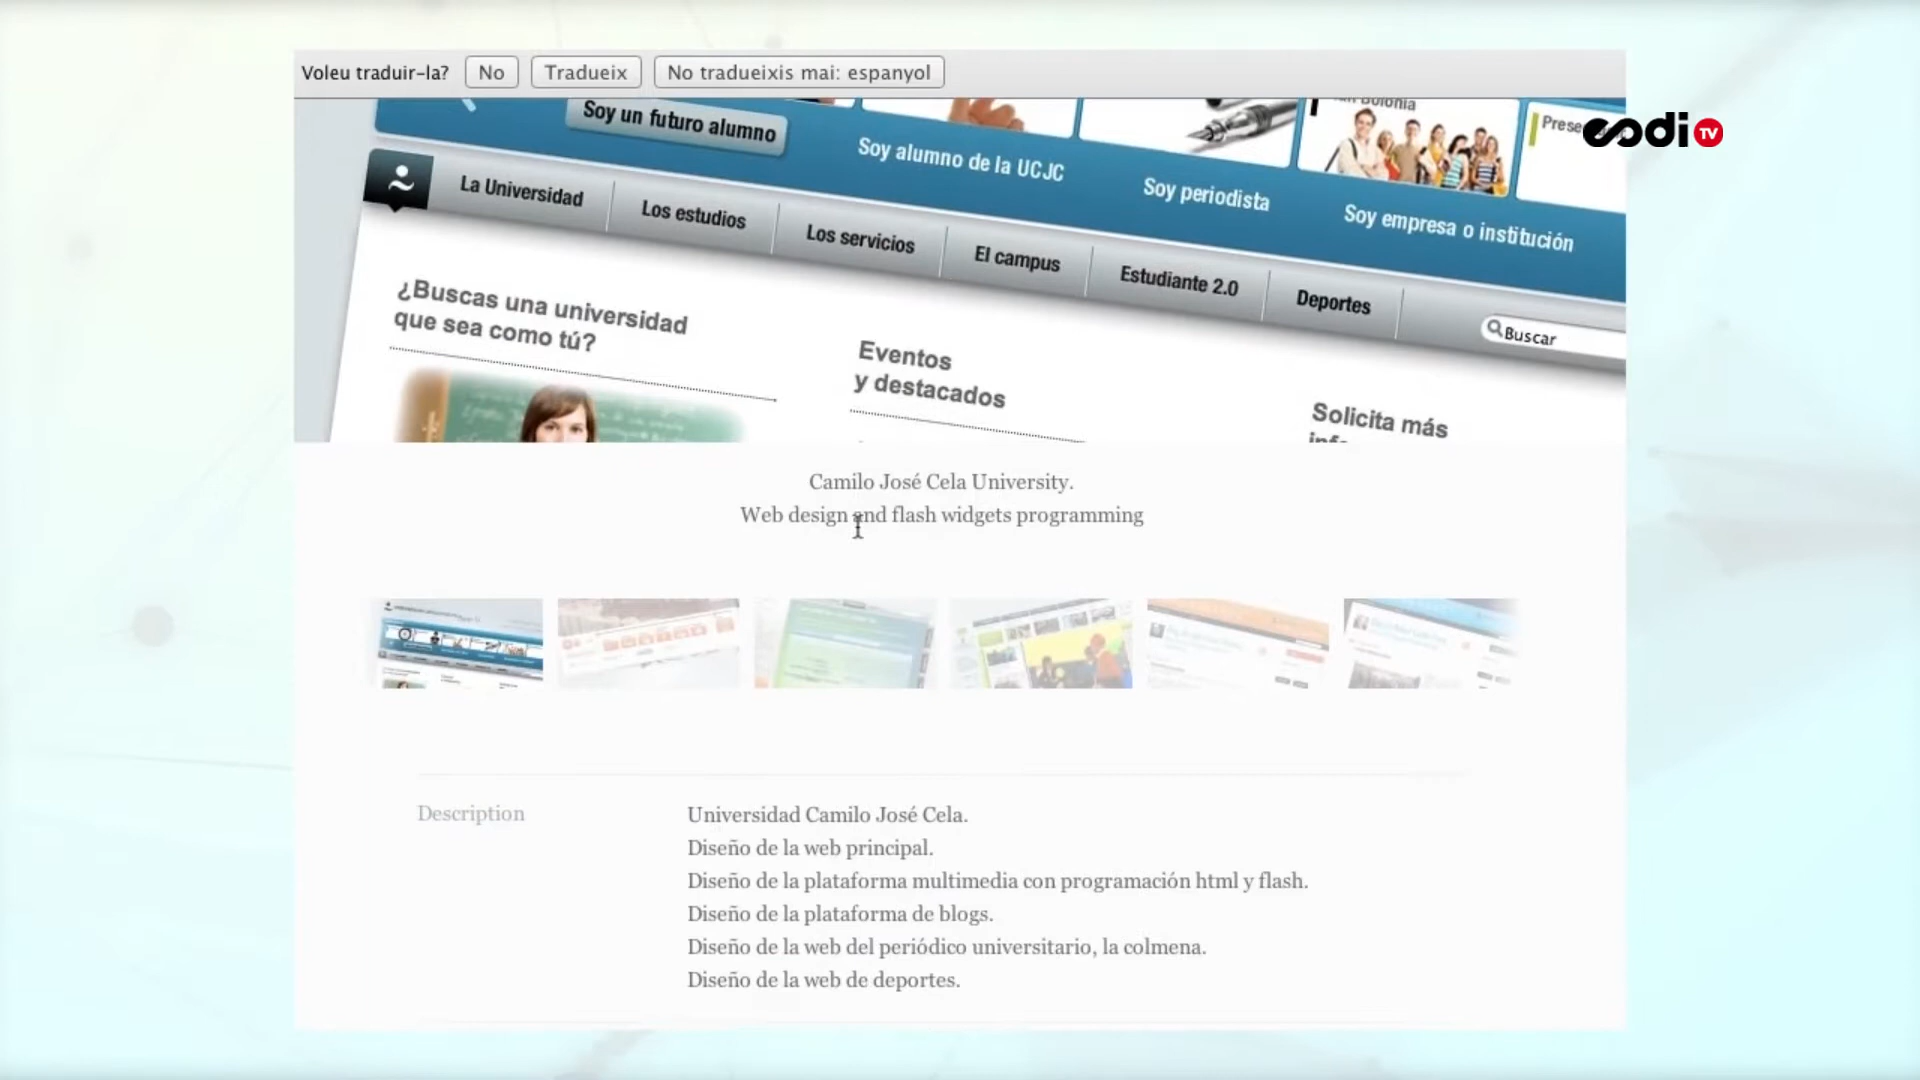 Voleu traduir-la? No Tradueix No tradueixis mai: espanyol
esdi TV
Soy un futuro alumno
Soy alumno de la UCJC
Soy periodista
Soy empresa o institución
La Universidad
Los estudios
Los servicios
El campus
Estudiante 2.0
Deportes
Buscar
¿Buscas una universidad
que sea como tú?
Eventos
y destacados
Solicita más
Camilo José Cela University.
Web design and flash widgets programming
Description
Universidad Camilo José Cela.
Diseño de la web principal.
Diseño de la plataforma multimedia con programación html y flash.
Diseño de la plataforma de blogs.
Diseño de la web del periódico universitario, la colmena.
Diseño de la web de deportes.